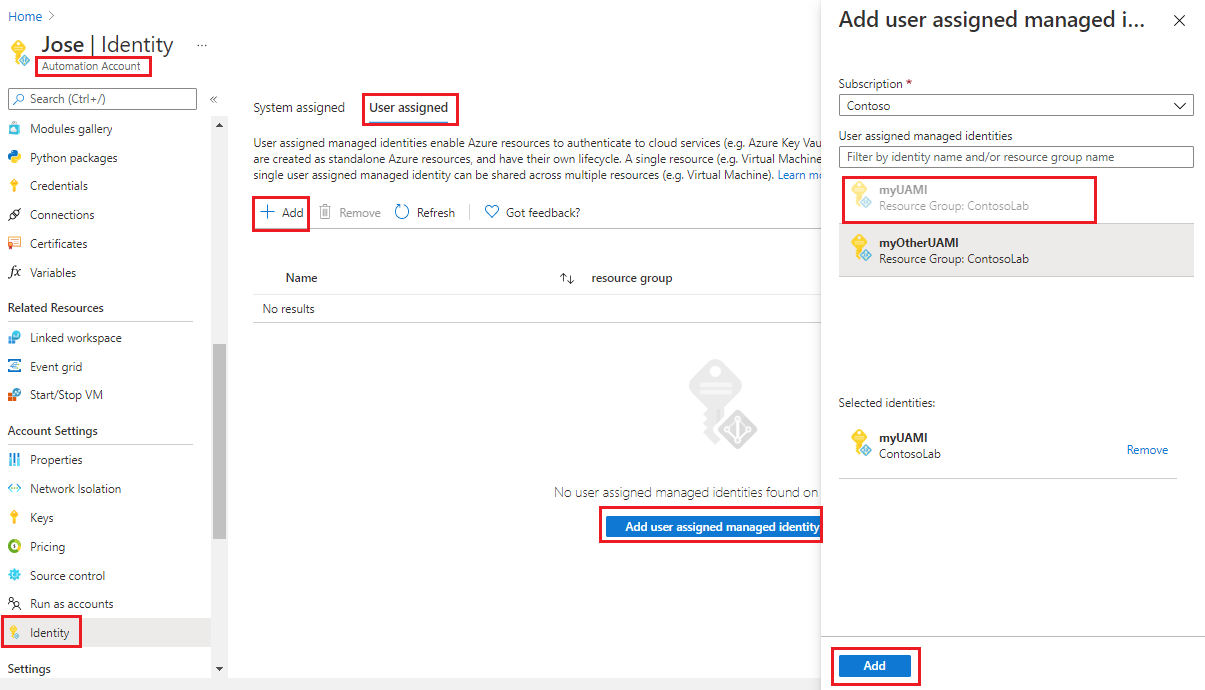 Home
Jose | Identity ...
Automation Account
Search (Ctrl+/)
«
Modules gallery
Python packages
Credentials
Connections
Certificates
Variables
Related Resources
Linked workspace
Event grid
Start/Stop VM
Account Settings
Properties
Network Isolation
Keys
Pricing
Source control
Run as accounts
Identity
Settings
System assigned
User assigned
User assigned managed identities enable Azure resources to authenticate to cloud services (e.g. Azure Key Vau
are created as standalone Azure resources, and have their own lifecycle. A single resource (e.g. Virtual Machine
single user assigned managed identity can be shared across multiple resources (e.g. Virtual Machine). Learn mo
Add
Remove
Refresh
Got feedback?
Name
resource group
No results
No user assigned managed identities found on
Add user assigned managed identity
Add user assigned managed i...
Subscription *
Contoso
User assigned managed identities
Filter by identity name and/or resource group name
myUAMI
Resource Group: ContosoLab
myOtherUAMI
Resource Group: ContosoLab
Selected identities:
myUAMI
ContosoLab
Remove
Add